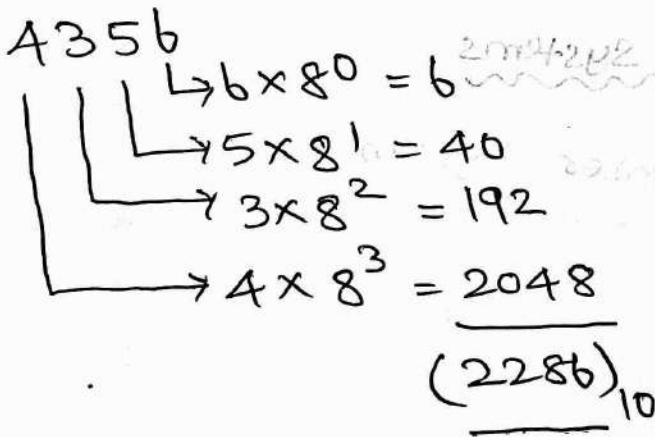 4356
6 × 8⁰ = 6
5 × 8¹ = 40
3 × 8² = 192
4 × 8³ = 2048
(2286)₁₀